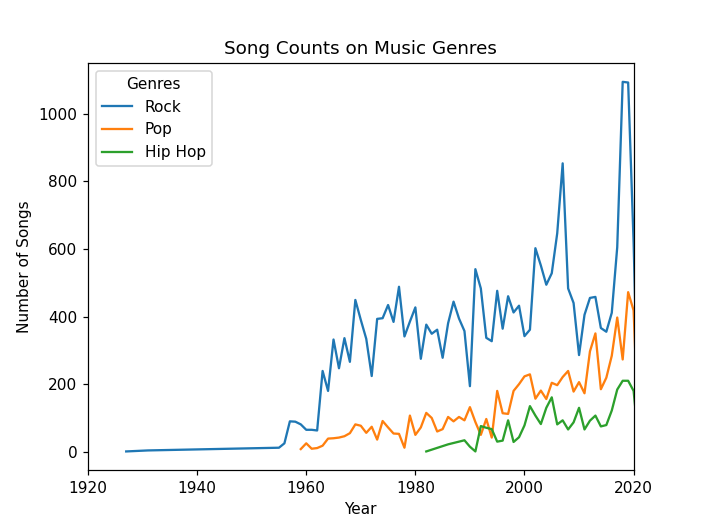 Song Counts on Music Genres
Genres
Rock
Pop
Hip Hop
Number of Songs
1000
800
600
400
200
0
1920 1940 1960 1980 2000 2020
Year